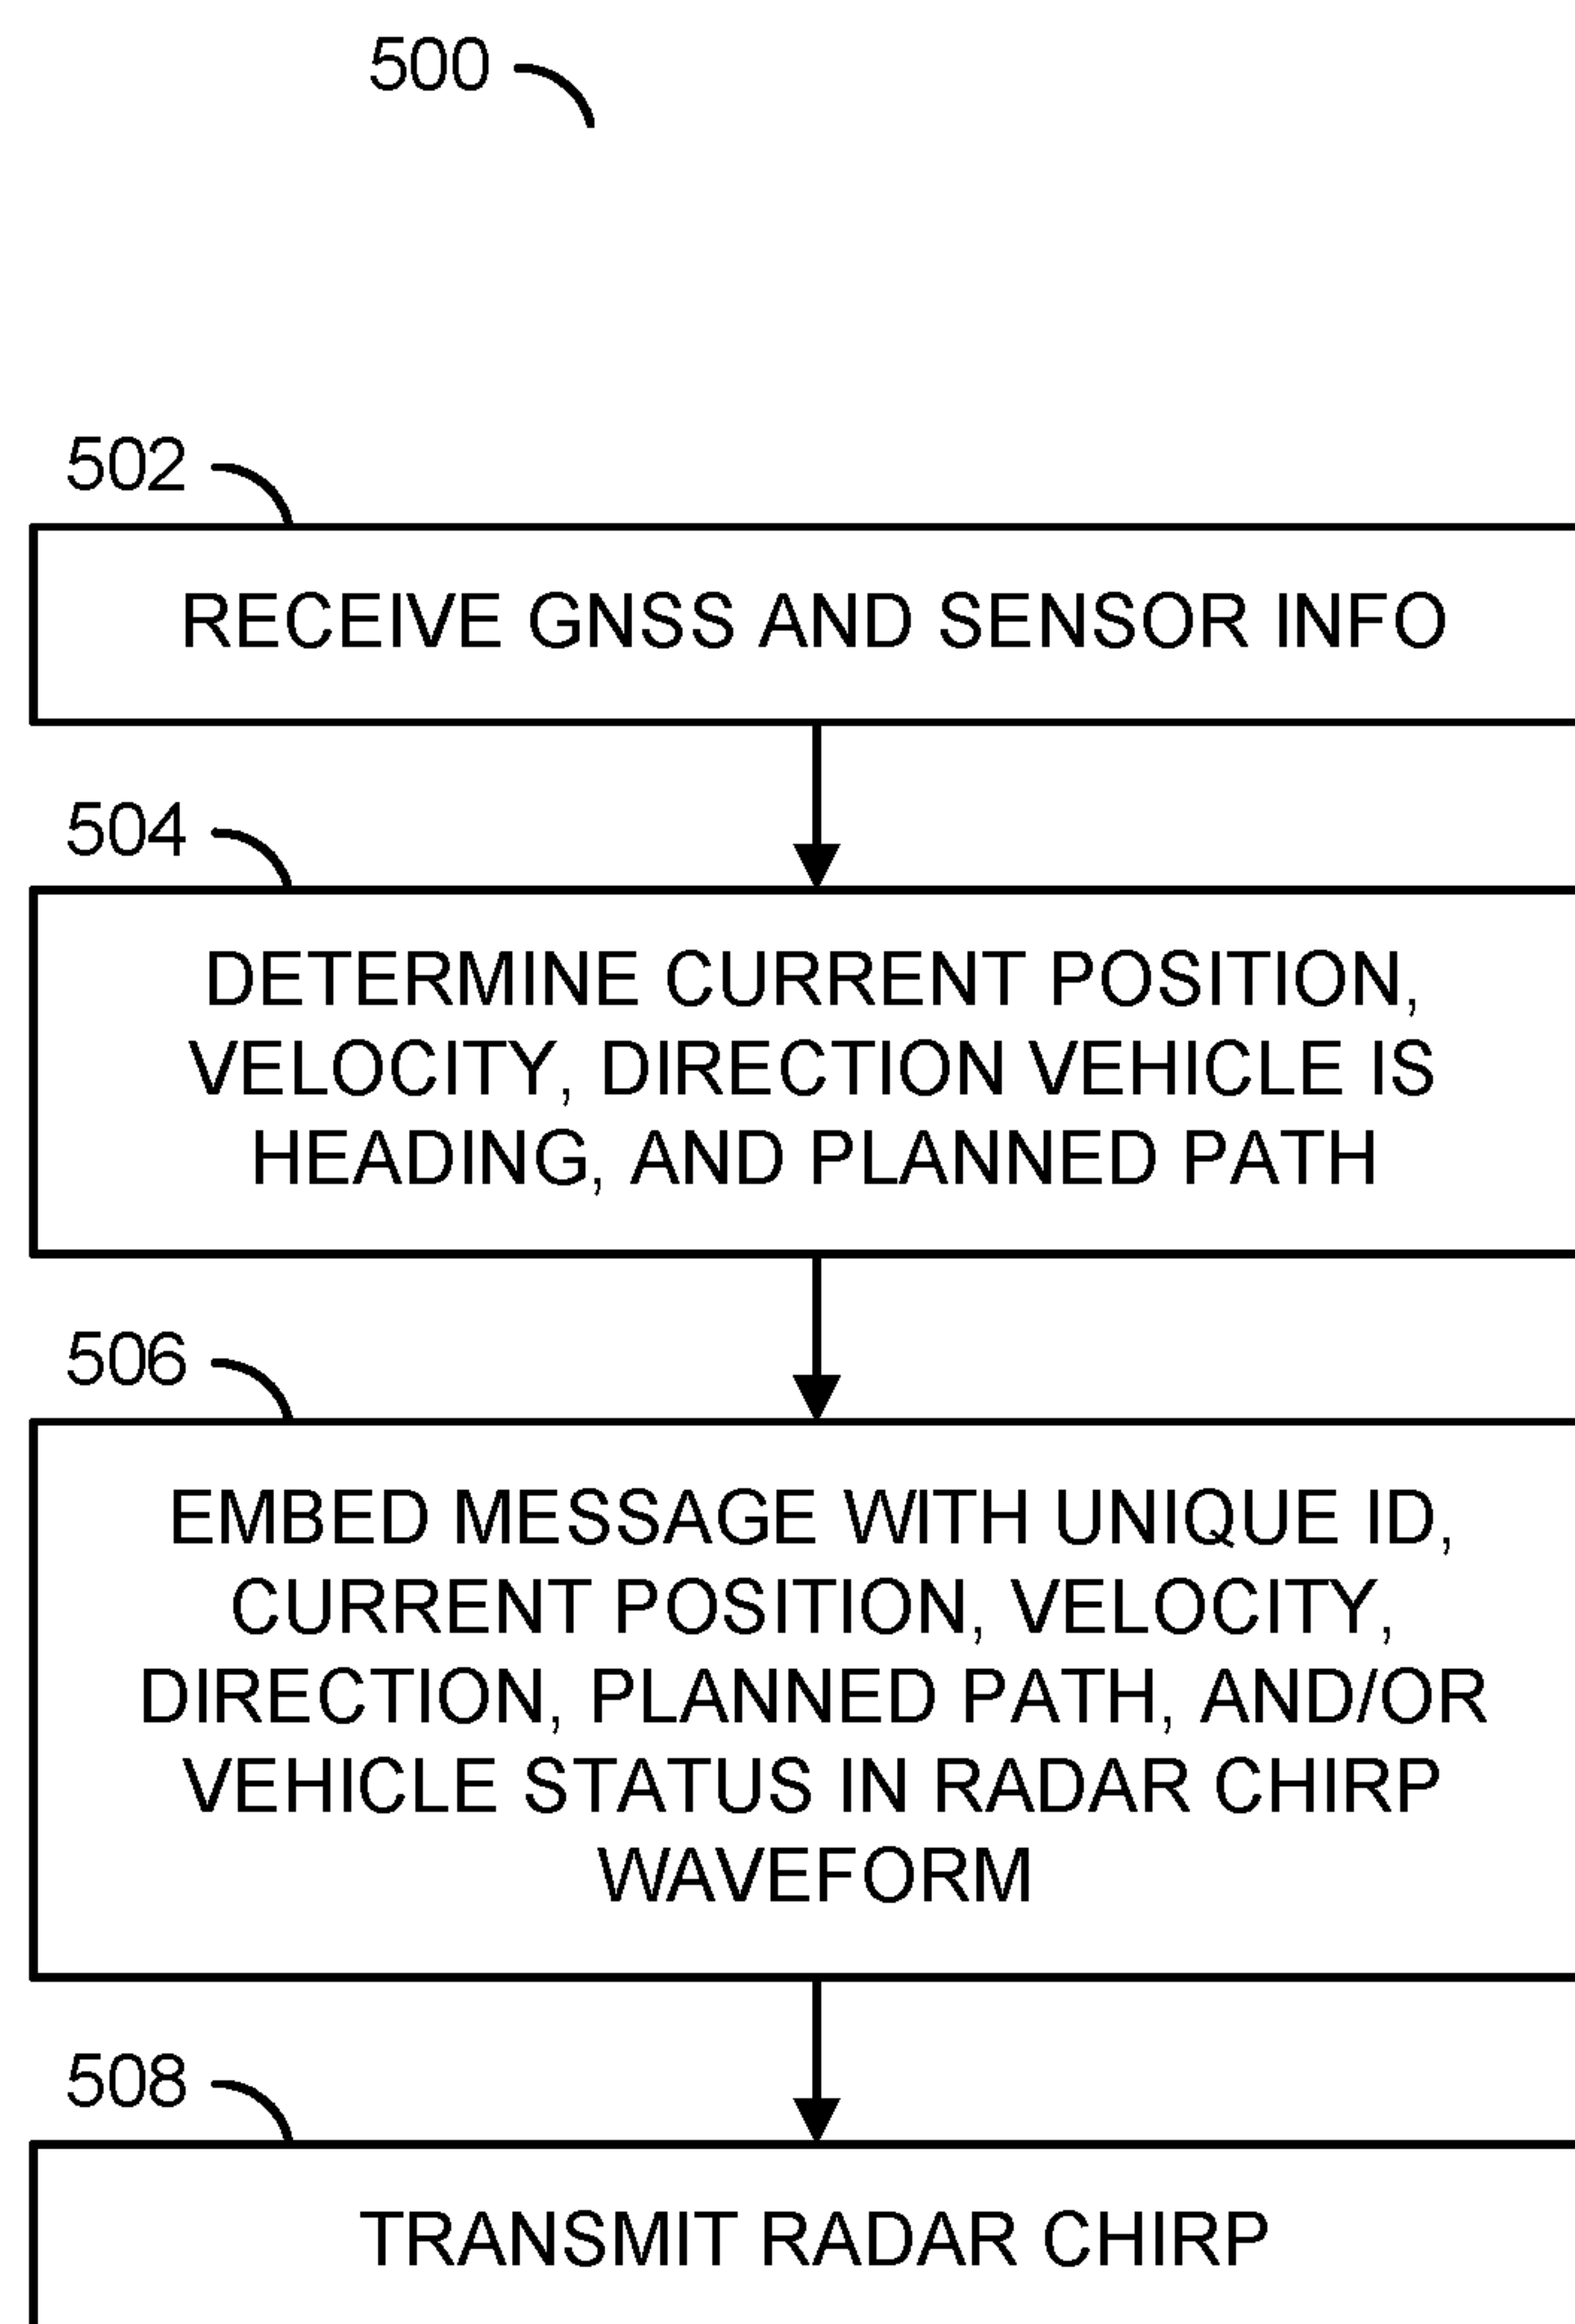 500
502
RECEIVE GNSS AND SENSOR INFO
504
DETERMINE CURRENT POSITION,
VELOCITY, DIRECTION VEHICLE IS
HEADING, AND PLANNED PATH
506
EMBED MESSAGE WITH UNIQUE ID,
CURRENT POSITION, VELOCITY,
DIRECTION, PLANNED PATH, AND/OR
VEHICLE STATUS IN RADAR CHIRP
WAVEFORM
508
TRANSMIT RADAR CHIRP